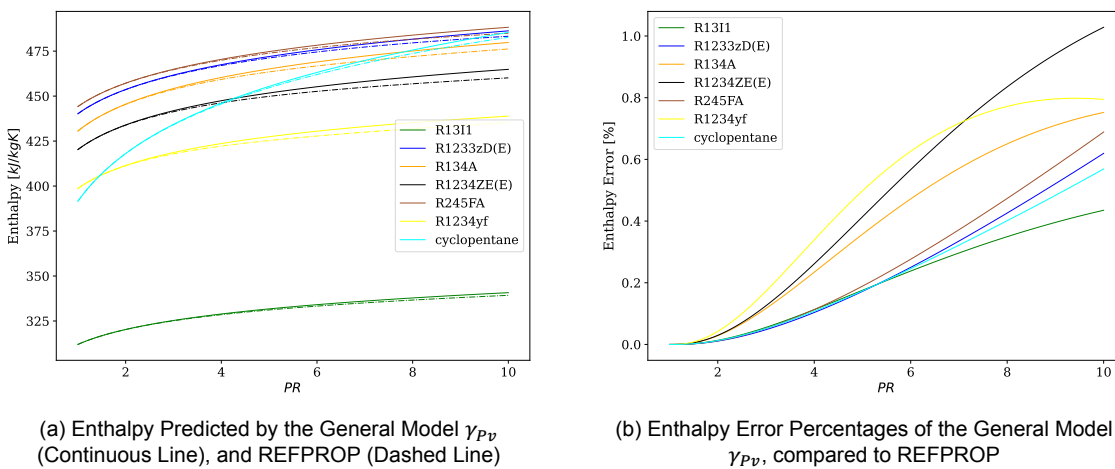 475
450
425
400
375
350
325
Enthalpy [kJ/kgK]
2
4
6
8
10
PR
R13I1
R1233zD(E)
R134A
R1234ZE(E)
R245FA
R1234yf
cyclopentane
(a) Enthalpy Predicted by the General Model γPv
(Continuous Line), and REFPROP (Dashed Line)
R13I1
R1233zD(E)
R134A
R1234ZE(E)
R245FA
R1234yf
cyclopentane
1.0
0.8
0.6
0.4
0.2
0.0
Enthalpy Error [%]
2
4
6
8
10
PR
(b) Enthalpy Error Percentages of the General Model
γPv, compared to REFPROP